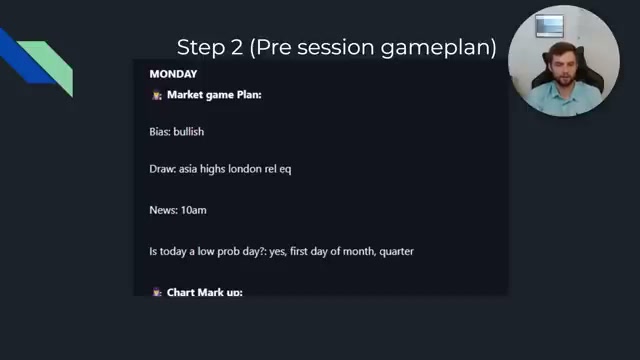 Step 2 (Pre session gameplan)
MONDAY
Market game Plan:
Bias: bullish
Draw: asia highs london rel eq
News: 10am
Is today a low prob day?: yes, first day of month, quarter
Chart Mark up: